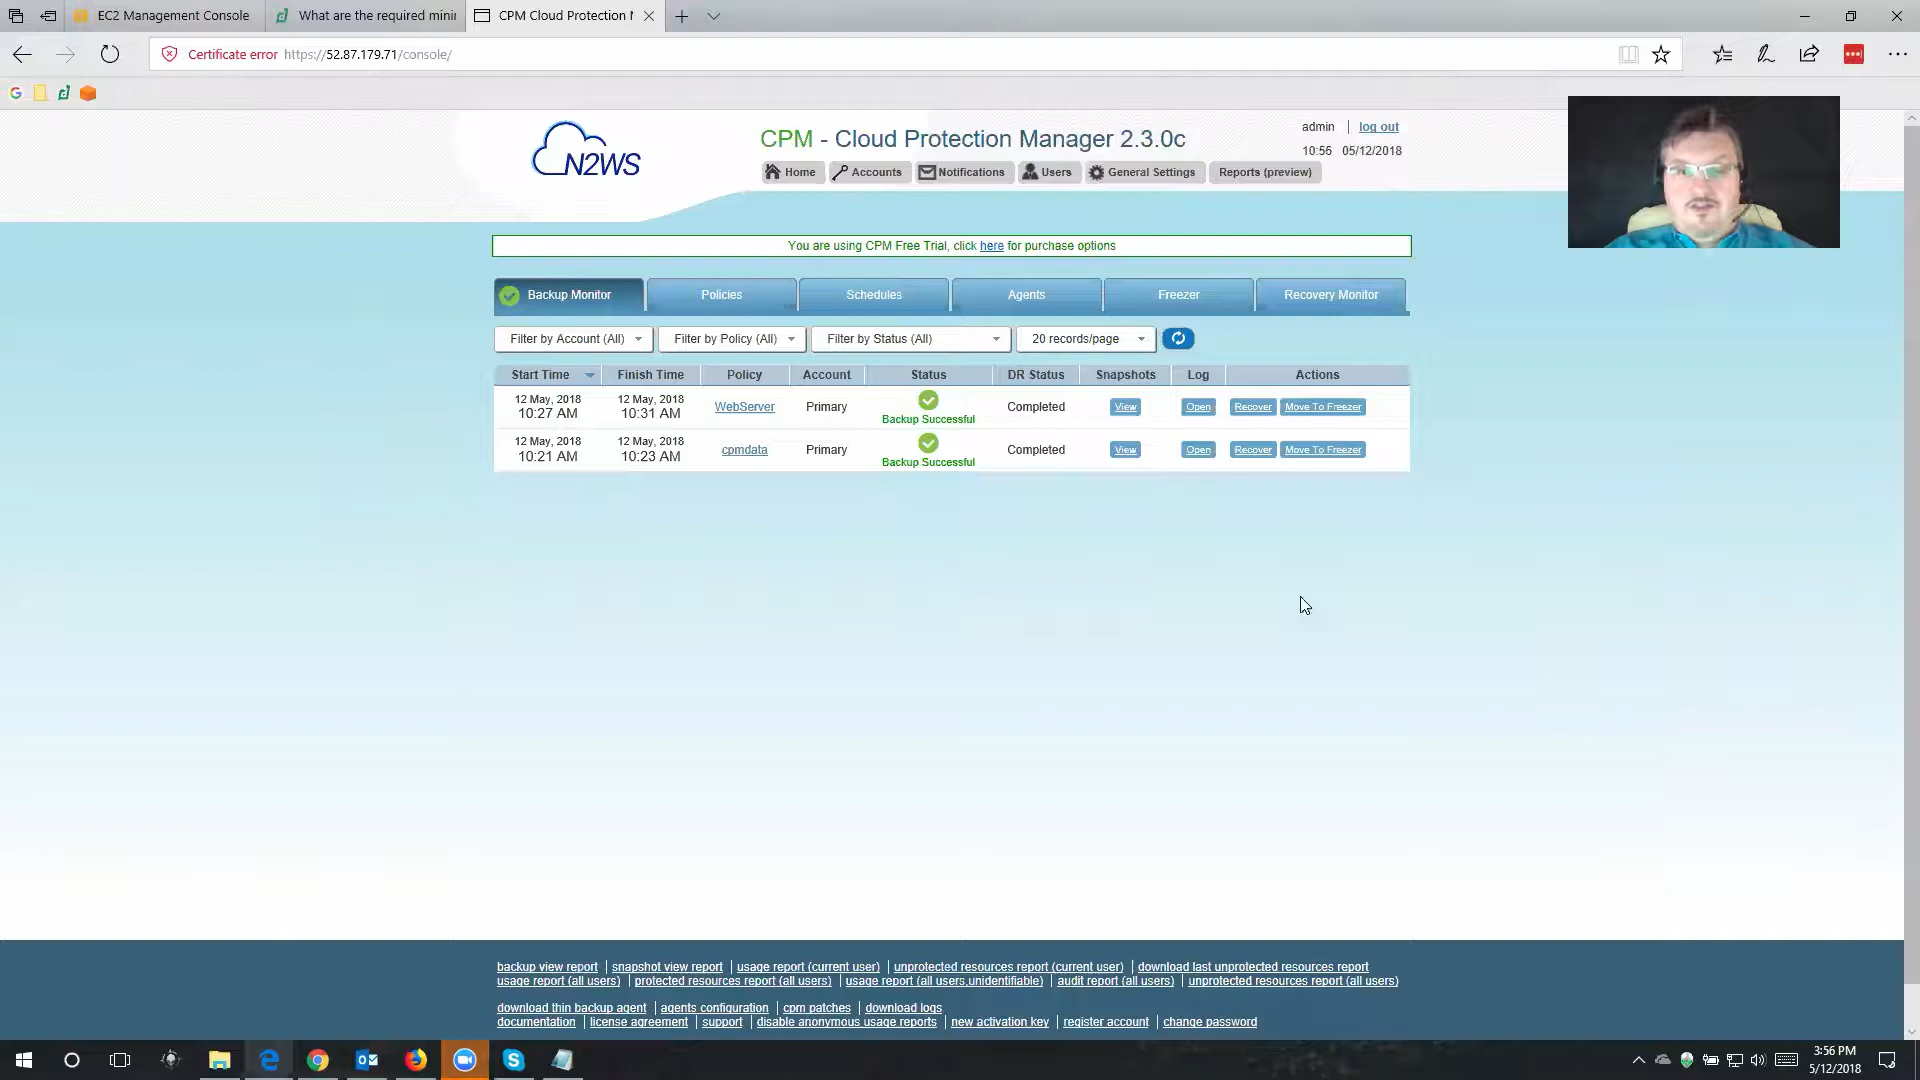 EC2 Management Console
What are the required mini
CPM Cloud Protection M
Certificate error https://52.87.179.71/console/
N2WS
CPM - Cloud Protection Manager 2.3.0c
admin log out
10:56 05/12/2018
Home Accounts Notifications Users General Settings Reports (preview)
You are using CPM Free Trial, click here for purchase options
Backup Monitor Policies Schedules Agents Freezer Recovery Monitor
Filter by Account (All) Filter by Policy (All) Filter by Status (All) 20 records/page
Start Time Finish Time Policy Account Status DR Status Snapshots Log Actions
12 May, 2018 10:27 AM 12 May, 2018 10:31 AM WebServer Primary Backup Successful Completed View Open Recover Move To Freezer
12 May, 2018 10:21 AM 12 May, 2018 10:23 AM cpmdata Primary Backup Successful Completed View Open Recover Move To Freezer
backup view report | snapshot view report | usage report (current user) | unprotected resources report (current user) | download last unprotected resources report
usage report (all users) | protected resources report (all users) | usage report (all users,unidentifiable) | audit report (all users) | unprotected resources report (all users)
download thin backup agent | agents configuration | cpm patches | download logs
documentation | license agreement | support | disable anonymous usage reports | new activation key | register account | change password
3:56 PM
5/12/2018